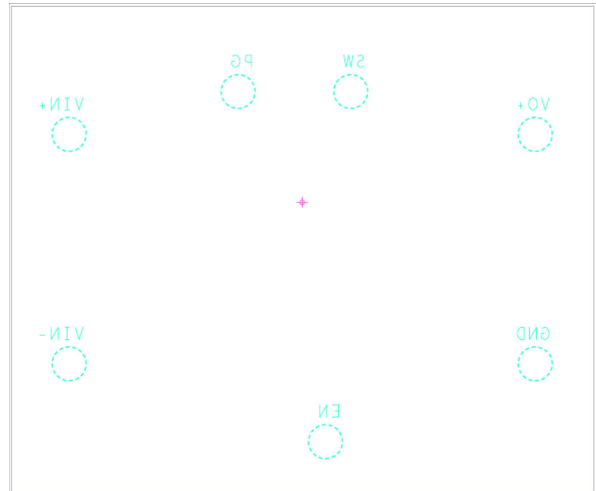 PG
SW
VIN+
VO+
VIN-
GND
EN